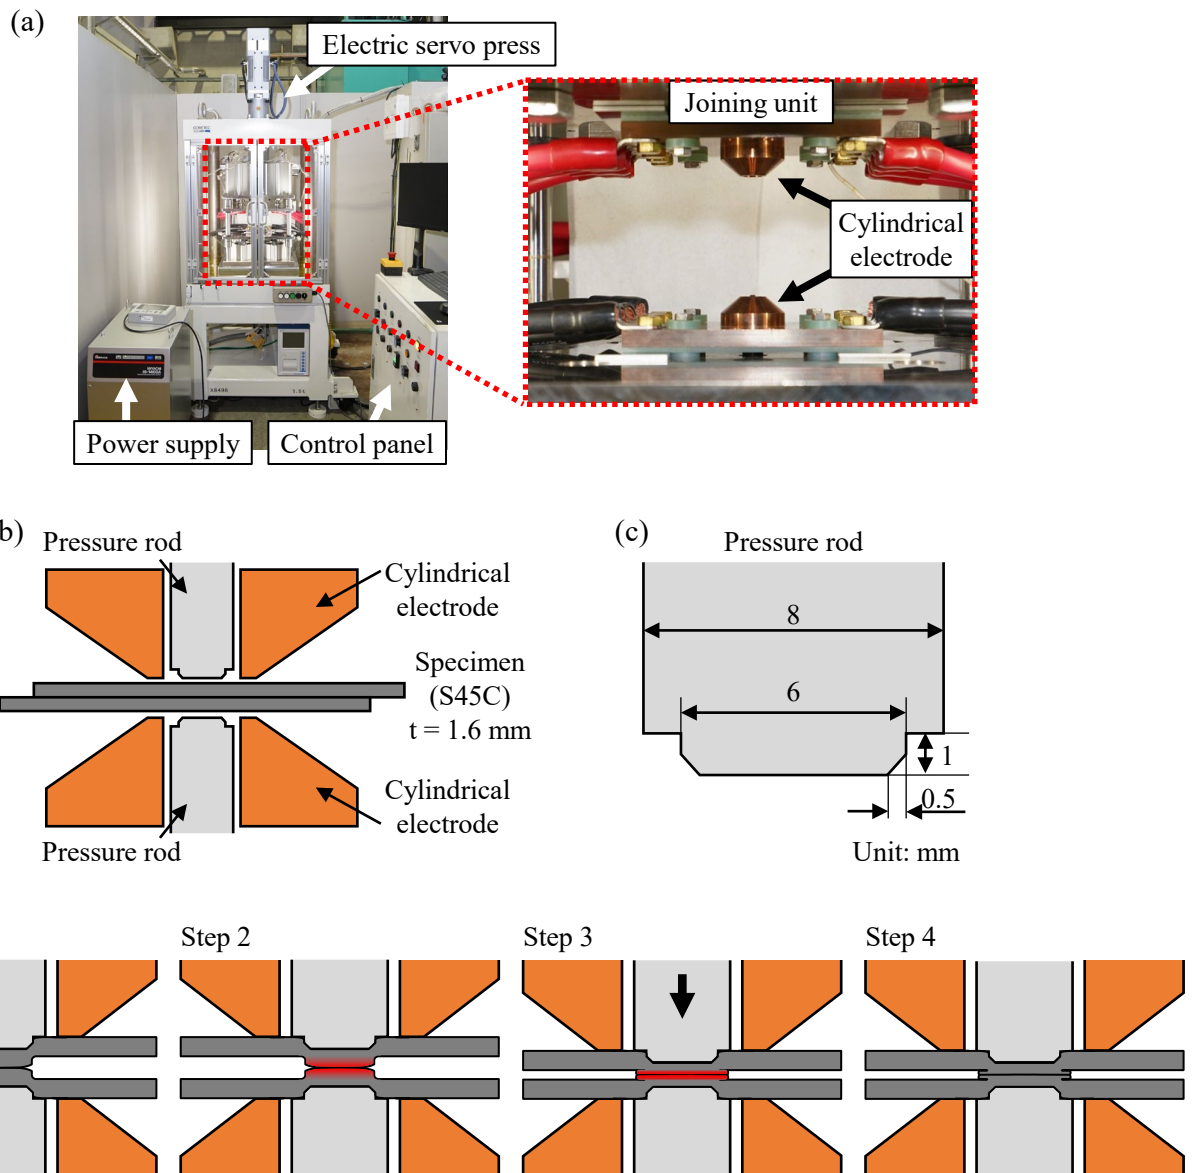 (a)
Electric servo press
Joining unit
Cylindrical
electrode
Power supply
Control panel
b)
Pressure rod
Cylindrical
electrode
Specimen
(S45C)
t = 1.6 mm
Cylindrical
electrode
Pressure rod
(c)
Pressure rod
8
6
1
0.5
Unit: mm
Step 2
Step 3
Step 4